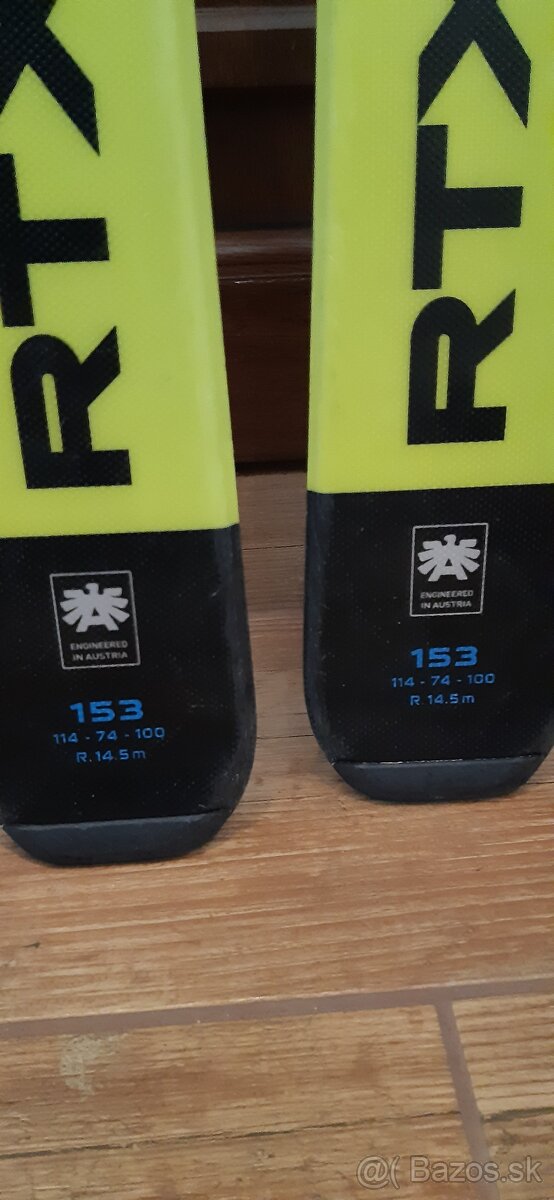 RTX
ENGINEERED
IN AUSTRIA
153
114 - 74 - 100
R. 14.5m
RTX
ENGINEERED
IN AUSTRIA
153
114 - 74 - 100
R. 14.5m
@( Bazos.sk